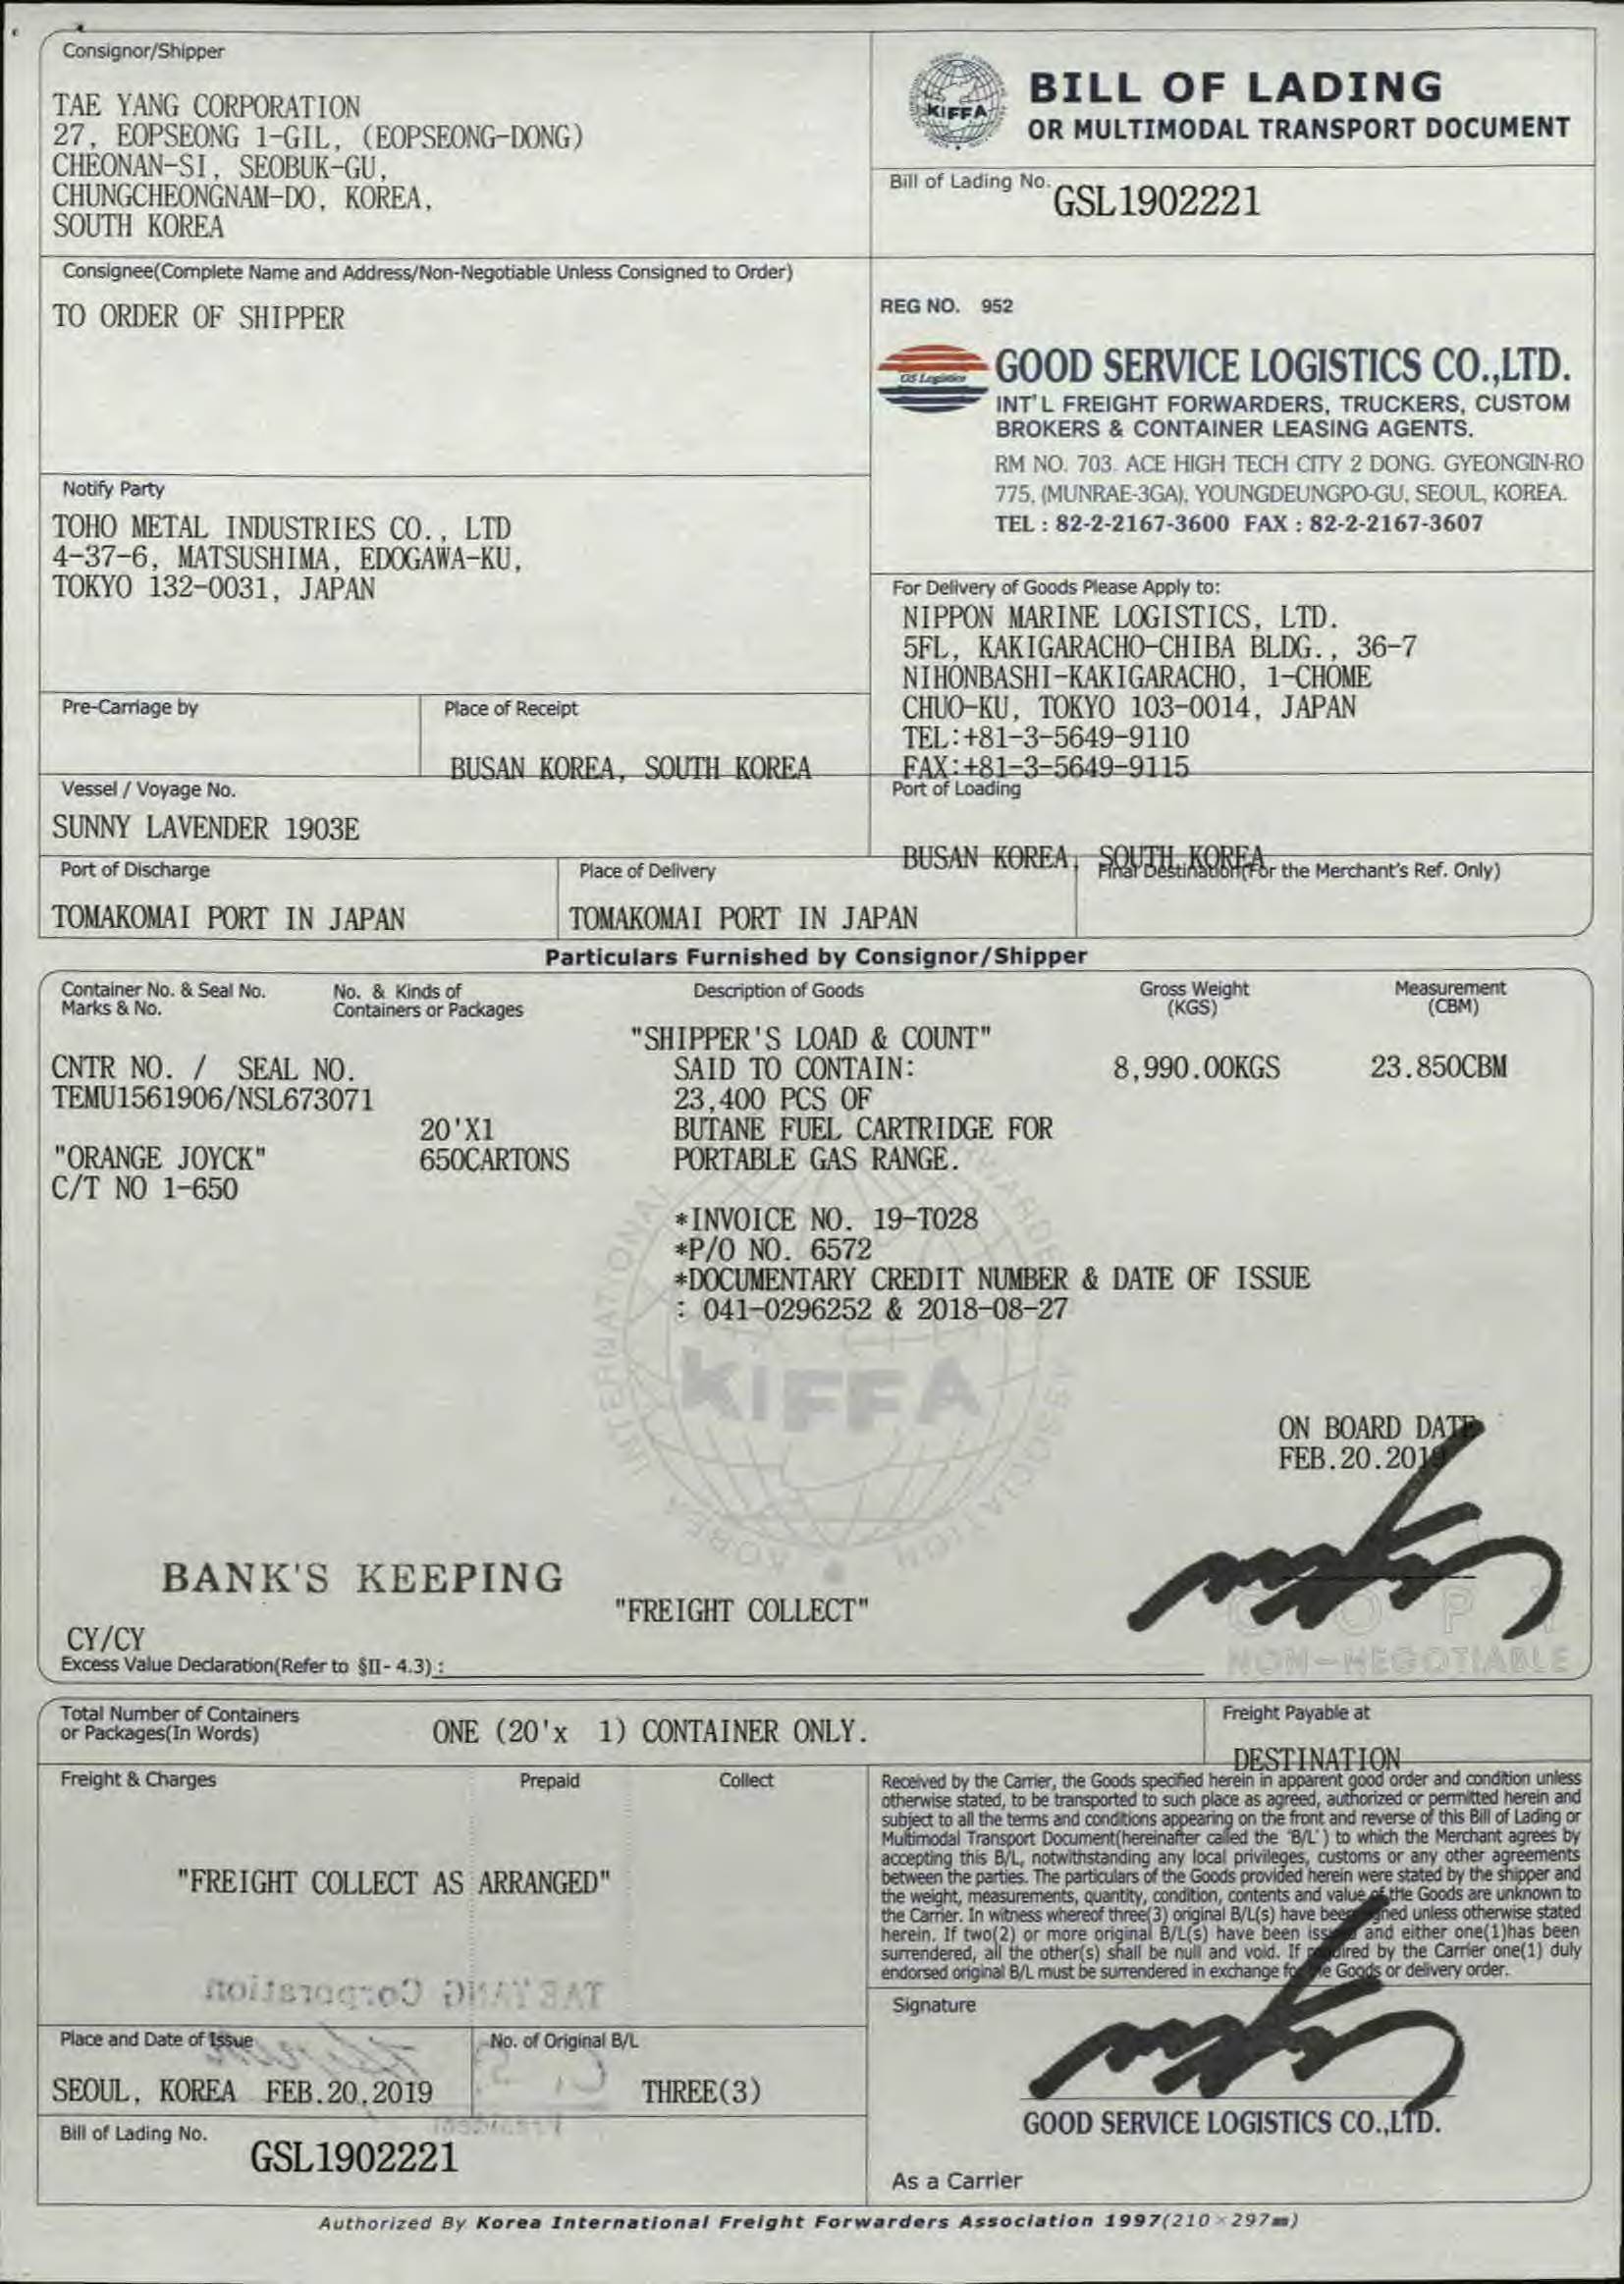 Consignor/Shipper
TAE YANG CORPORATION
27, EOPSEONG 1-GIL, (EOPSEONG-DONG)
CHEONAN-SI, SEOBUK-GU,
CHUNGCHEONGNAM-DO, KOREA,
SOUTH KOREA
KIFFA
BILL OF LADING
OR MULTIMODAL TRANSPORT DOCUMENT
Bill of Lading No. GSL1902221
Consignee(Complete Name and Address/Non-Negotiable Unless Consigned to Order)
TO ORDER OF SHIPPER
REG NO. 952
GS Logistics
GOOD SERVICE LOGISTICS CO.,LTD.
INT'L FREIGHT FORWARDERS, TRUCKERS, CUSTOM
BROKERS & CONTAINER LEASING AGENTS.
RM NO. 703. ACE HIGH TECH CITY 2 DONG. GYEONGIN-RO
775, (MUNRAE-3GA), YOUNGDEUNGPO-GU, SEOUL, KOREA.
TEL : 82-2-2167-3600 FAX : 82-2-2167-3607
Notify Party
TOHO METAL INDUSTRIES CO., LTD
4-37-6, MATSUSHIMA, EDOGAWA-KU,
TOKYO 132-0031, JAPAN
For Delivery of Goods Please Apply to:
NIPPON MARINE LOGISTICS, LTD.
5FL, KAKIGARACHO-CHIBA BLDG., 36-7
NIHONBASHI-KAKIGARACHO, 1-CHOME
CHUO-KU, TOKYO 103-0014, JAPAN
TEL:+81-3-5649-9110
FAX:+81-3-5649-9115
Pre-Carriage by
Place of Receipt
BUSAN KOREA, SOUTH KOREA
Vessel / Voyage No.
SUNNY LAVENDER 1903E
Port of Loading
BUSAN KOREA, SOUTH KOREA
Port of Discharge
TOMAKOMAI PORT IN JAPAN
Place of Delivery
TOMAKOMAI PORT IN JAPAN
Final Destination(For the Merchant's Ref. Only)
Particulars Furnished by Consignor/Shipper
Container No. & Seal No.
Marks & No.
No. & Kinds of
Containers or Packages
Description of Goods
Gross Weight
(KGS)
Measurement
(CBM)
"SHIPPER'S LOAD & COUNT"
CNTR NO. / SEAL NO. SAID TO CONTAIN: 8,990.00KGS 23.850CBM
TEMU1561906/NSL673071 23,400 PCS OF
20'X1 BUTANE FUEL CARTRIDGE FOR
"ORANGE JOYCK" 650CARTONS PORTABLE GAS RANGE.
C/T NO 1-650
*INVOICE NO. 19-T028
*P/O NO. 6572
*DOCUMENTARY CREDIT NUMBER & DATE OF ISSUE
: 041-0296252 & 2018-08-27
KIFFA
KOREA INTERNATIONAL FREIGHT FORWARDERS ASSOCIATION
ON BOARD DATE
FEB.20.2019
BANK'S KEEPING
"FREIGHT COLLECT"
COPY
NON-NEGOTIABLE
CY/CY
Excess Value Declaration(Refer to §II- 4.3) :
Total Number of Containers
or Packages(In Words)
ONE (20'x 1) CONTAINER ONLY.
Freight Payable at
DESTINATION
Freight & Charges Prepaid Collect
"FREIGHT COLLECT AS ARRANGED"
Received by the Carrier, the Goods specified herein in apparent good order and condition unless
otherwise stated, to be transported to such place as agreed, authorized or permitted herein and
subject to all the terms and conditions appearing on the front and reverse of this Bill of Lading or
Multimodal Transport Document(hereinafter called the 'B/L') to which the Merchant agrees by
accepting this B/L, notwithstanding any local privileges, customs or any other agreements
between the parties. The particulars of the Goods provided herein were stated by the shipper and
the weight, measurements, quantity, condition, contents and value of the Goods are unknown to
the Carrier. In witness whereof three(3) original B/L(s) have been signed unless otherwise stated
herein. If two(2) or more original B/L(s) have been issued and either one(1)has been
surrendered, all the other(s) shall be null and void. If required by the Carrier one(1) duly
endorsed original B/L must be surrendered in exchange for the Goods or delivery order.
TAEYANG Corporation
President
Signature
Place and Date of Issue
SEOUL, KOREA FEB.20,2019
No. of Original B/L
THREE(3)
GOOD SERVICE LOGISTICS CO.,LTD.
Bill of Lading No.
GSL1902221
As a Carrier
Authorized By Korea International Freight Forwarders Association 1997(210×297㎜)